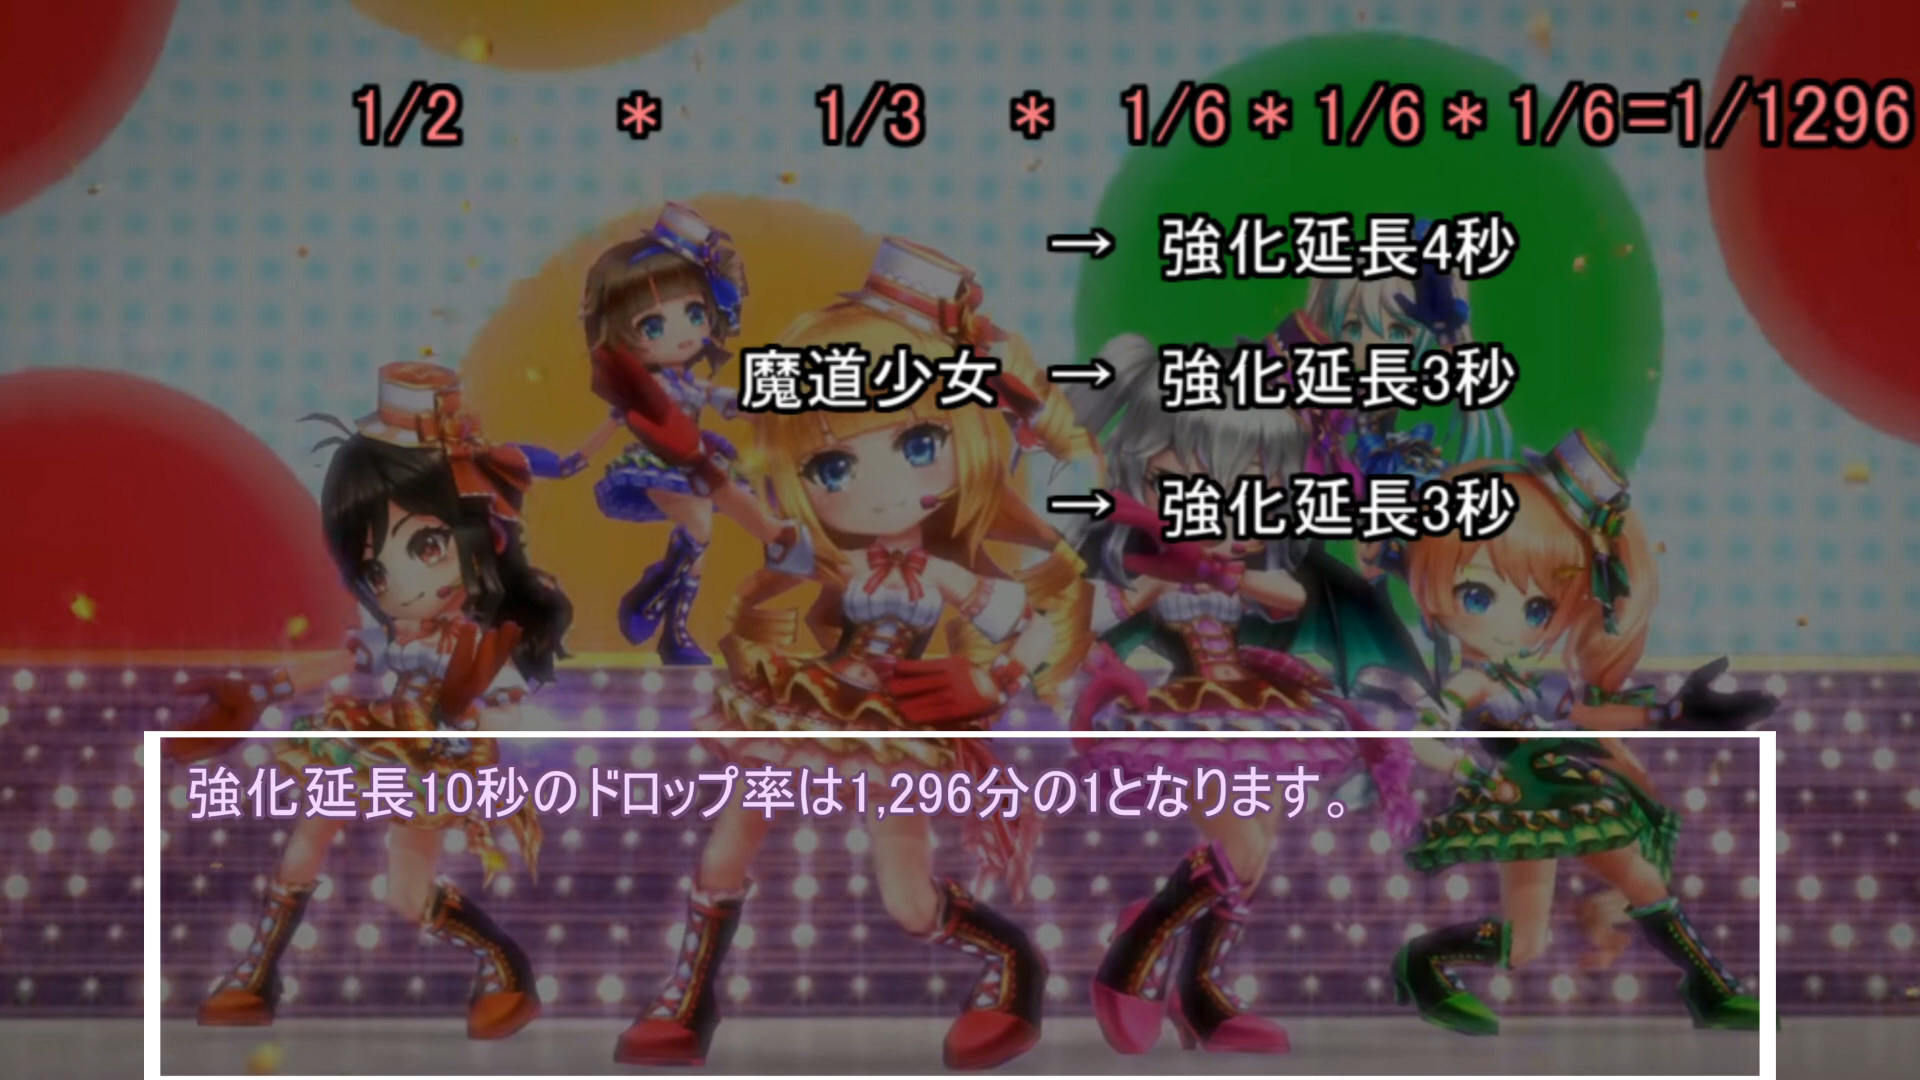 1/2 * 1/3 * 1/6 * 1/6 * 1/6=1/1296
→ 強化延長4秒
魔道少女 → 強化延長3秒
→ 強化延長3秒
強化延長10秒のドロップ率は1,296分の1となります。